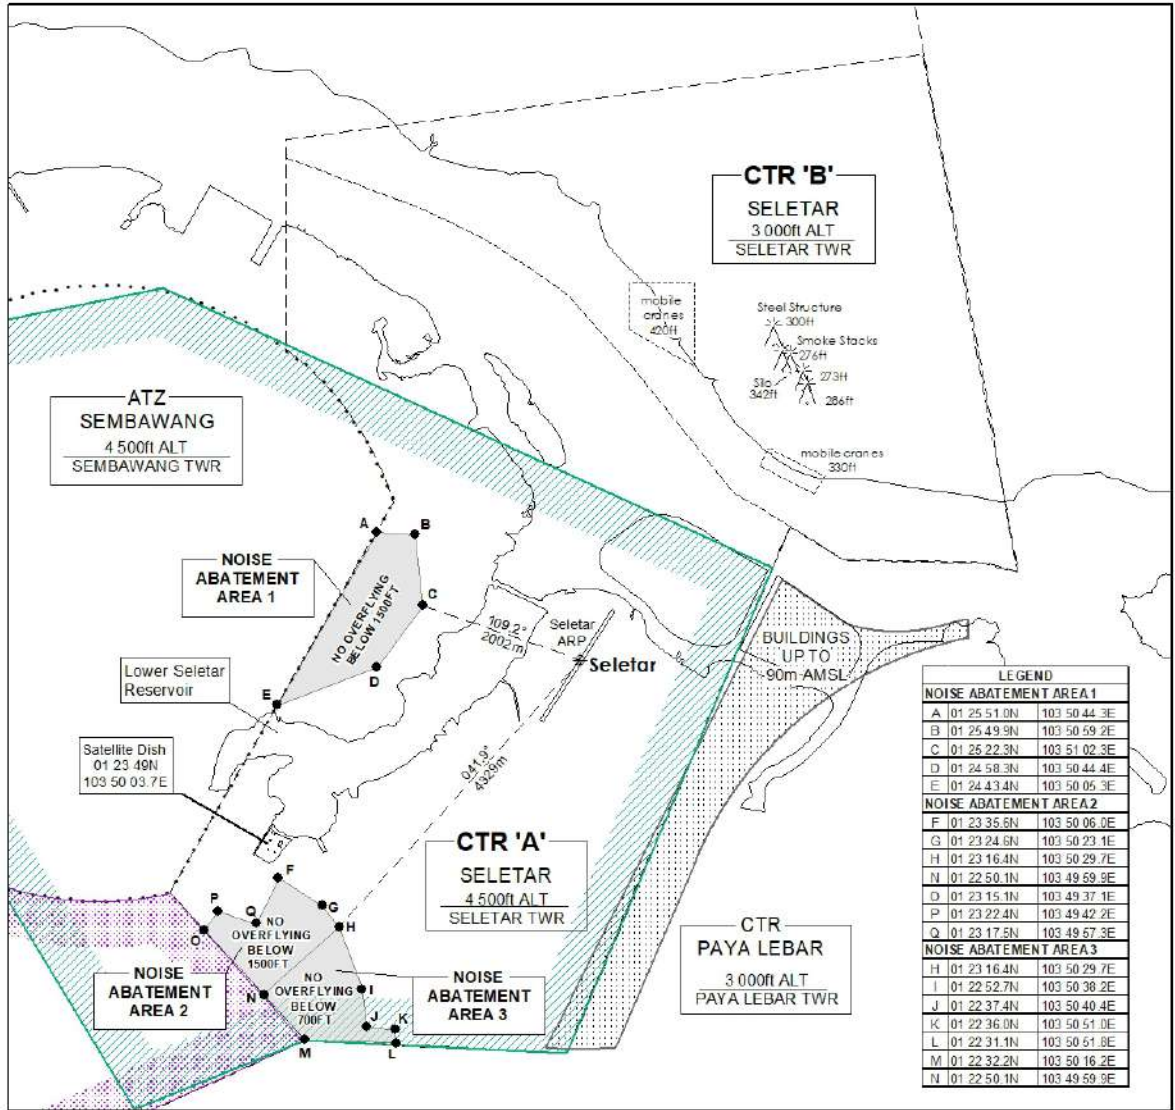 CTR 'B'
SELETAR
3 000ft ALT
SELETAR TWR
mobile
cranes
420ft
Steel Structure
300ft
Smoke Stacks
276ft
Silo
342ft
273ft
286ft
mobile cranes
330ft
ATZ
SEMBAWANG
4 500ft ALT
SEMBAWANG TWR
A
B
NOISE
ABATEMENT
AREA 1
NO OVERFLYING
BELOW 1500FT
C
D
E
109.2°
2002m
Seletar
ARP
Seletar
BUILDINGS
UP TO
90m AMSL
Lower Seletar
Reservoir
Satellite Dish
01 23 49N
103 50 03.7E
041.9°
4329m
CTR 'A'
SELETAR
4 500ft ALT
SELETAR TWR
F
P
G
Q
H
O
NO
OVERFLYING
BELOW
1500FT
NOISE
ABATEMENT
AREA 2
N
NO
OVERFLYING
BELOW
700FT
I
NOISE
ABATEMENT
AREA 3
J
K
L
M
CTR
PAYA LEBAR
3 000ft ALT
PAYA LEBAR TWR
LEGEND
NOISE ABATEMENT AREA 1
A 01 25 51.0N 103 50 44.3E
B 01 25 49.9N 103 50 59.2E
C 01 25 22.3N 103 51 02.3E
D 01 24 58.3N 103 50 44.4E
E 01 24 43.4N 103 50 05.3E
NOISE ABATEMENT AREA 2
F 01 23 35.6N 103 50 06.0E
G 01 23 24.6N 103 50 23.1E
H 01 23 16.4N 103 50 29.7E
N 01 22 50.1N 103 49 59.9E
O 01 23 15.1N 103 49 37.1E
P 01 23 22.4N 103 49 42.2E
Q 01 23 17.5N 103 49 57.3E
NOISE ABATEMENT AREA 3
H 01 23 16.4N 103 50 29.7E
I 01 22 52.7N 103 50 38.2E
J 01 22 37.4N 103 50 40.4E
K 01 22 36.0N 103 50 51.0E
L 01 22 31.1N 103 50 51.8E
M 01 22 32.2N 103 50 16.2E
N 01 22 50.1N 103 49 59.9E